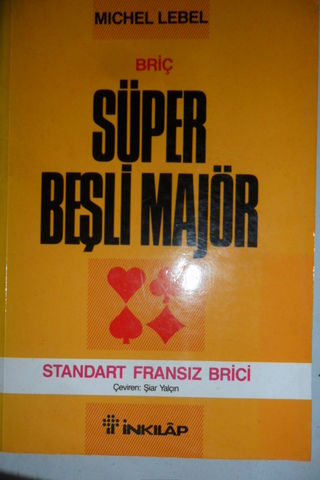 MICHEL LEBEL
BRİÇ
SÜPER
BEŞLİ MAJÖR
STANDART FRANSIZ BRİCİ
Çeviren: Şiar Yalçın
İNKILÂP